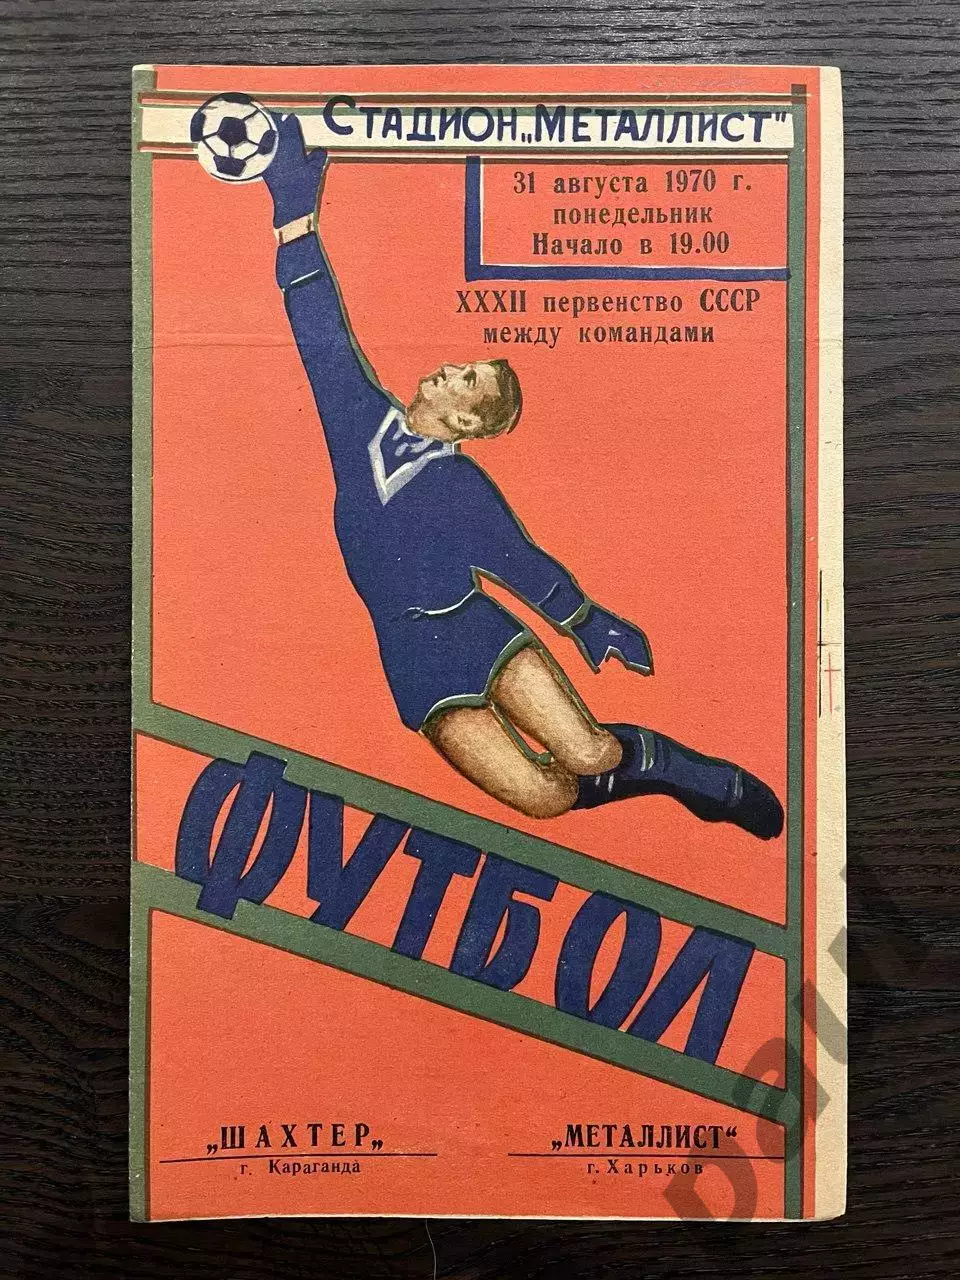 Стадион „Металлист"
31 августа 1970 г.
понедельник
Начало в 19.00
XXXII первенство СССР
между командами
ФУТБОЛ
„ШАХТЕР„
г. Караганда
„МЕТАЛЛИСТ"
г. Харьков